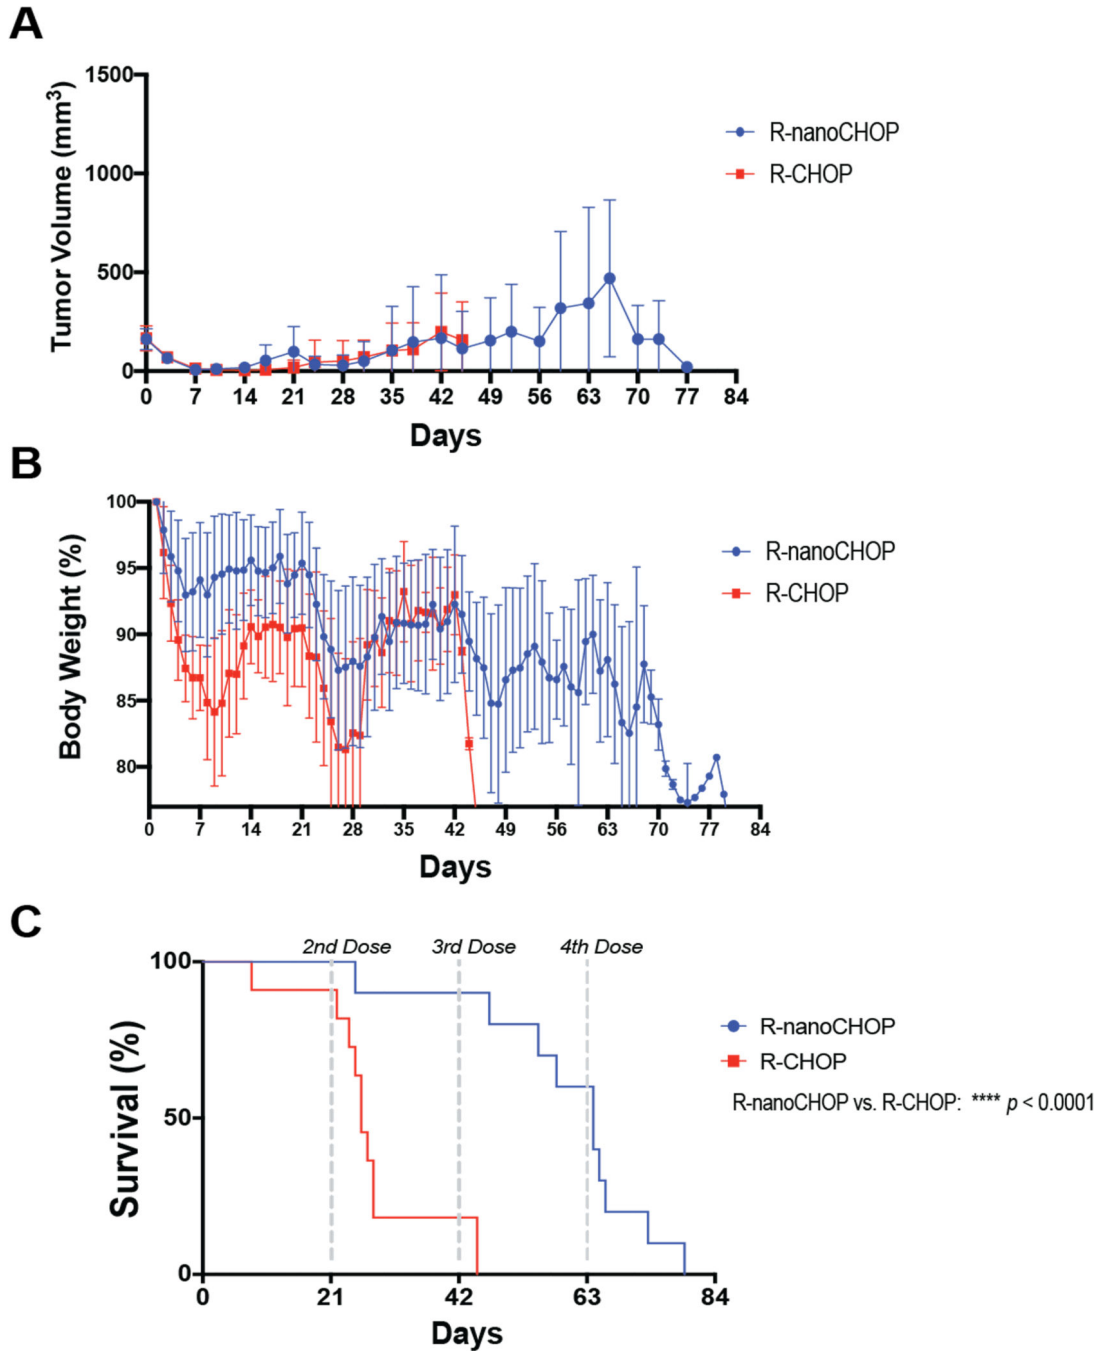 A
Tumor Volume (mm³)
1500
1000
500
0
0 7 14 21 28 35 42 49 56 63 70 77 84
Days
R-nanoCHOP
R-CHOP
B
Body Weight (%)
100
95
90
85
80
0 7 14 21 28 35 42 49 56 63 70 77 84
Days
R-nanoCHOP
R-CHOP
C
2nd Dose 3rd Dose 4th Dose
Survival (%)
100
50
0
0 21 42 63 84
Days
R-nanoCHOP
R-CHOP
R-nanoCHOP vs. R-CHOP: **** p < 0.0001